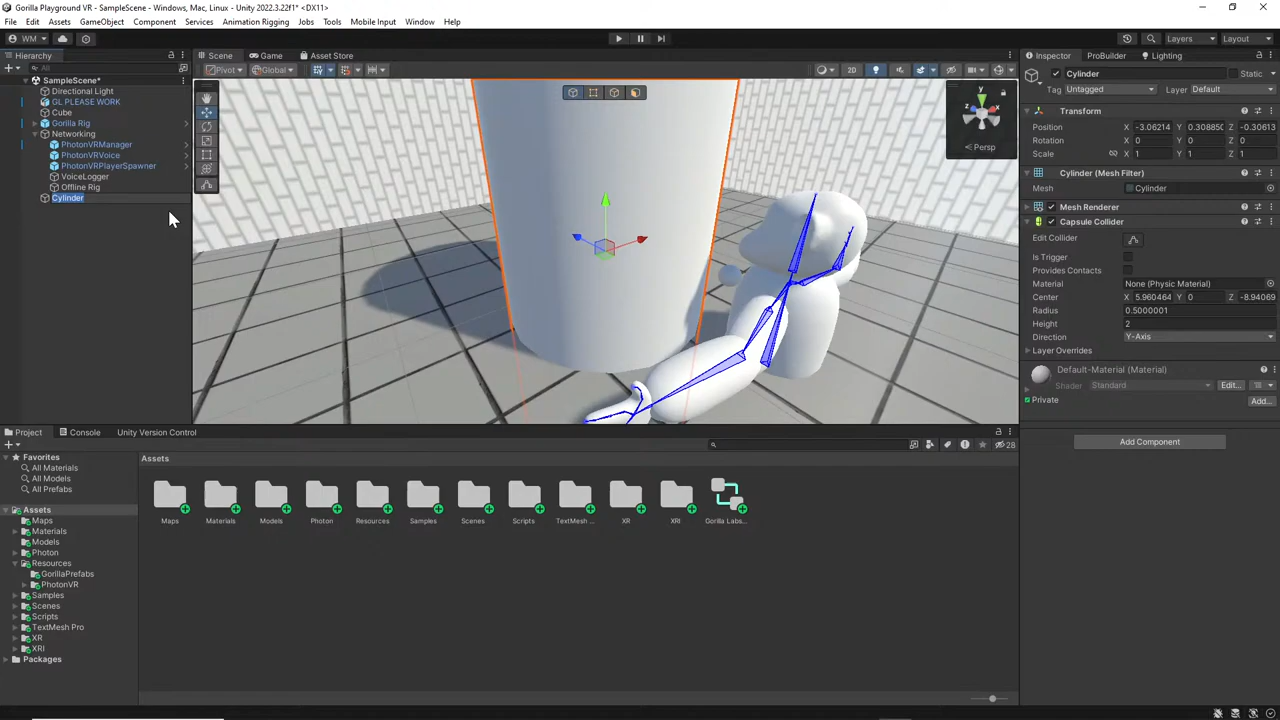 Gorilla Playground VR - SampleScene - Windows, Mac, Linux - Unity 2022.3.22f1* <DX11>
File Edit Assets GameObject Component Services Animation Rigging Jobs Tools Mobile Input Window Help
WM Layers Layout
Hierarchy Scene Game Asset Store Inspector ProBuilder Lighting
All Pivot Global 2D Cylinder Static
SampleScene*
Directional Light
GL PLEASE WORK
Cube
Gorilla Rig
Networking
PhotonVRManager
PhotonVRVoice
PhotonVRPlayerSpawner
VoiceLogger
Offline Rig
Cylinder
y
x
z
Persp
Tag Untagged Layer Default
Transform
Position X -3.06214 Y 0.308850 Z -0.30613
Rotation X 0 Y 0 Z 0
Scale X 1 Y 1 Z 1
Cylinder (Mesh Filter)
Mesh Cylinder
Mesh Renderer
Capsule Collider
Edit Collider
Is Trigger
Provides Contacts
Material None (Physic Material)
Center X 5.960464 Y 0 Z -8.94069
Radius 0.5000001
Height 2
Direction Y-Axis
Layer Overrides
Default-Material (Material)
Shader Standard Edit...
Private Add...
Add Component
Project Console Unity Version Control
28
Favorites
All Materials
All Models
All Prefabs
Assets
Maps
Materials
Models
Photon
Resources
GorillaPrefabs
PhotonVR
Samples
Scenes
Scripts
TextMesh Pro
XR
XRI
Packages
Assets
Maps Materials Models Photon Resources Samples Scenes Scripts TextMesh ... XR XRI Gorilla Labs...